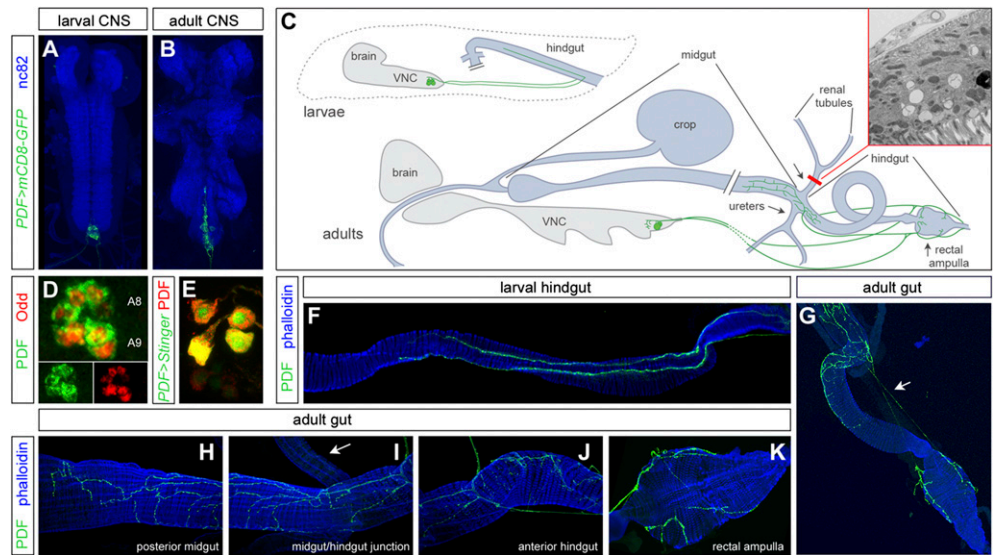 larval CNS
adult CNS
PDF>mCD8-GFP nc82
A
B
C
brain
VNC
hindgut
larvae
midgut
crop
renal
tubules
hindgut
brain
VNC
ureters
adults
rectal
ampulla
PDF Odd
D
A8
A9
PDF>Stinger PDF
E
larval hindgut
PDF phalloidin
F
adult gut
G
adult gut
PDF phalloidin
H
posterior midgut
I
midgut/hindgut junction
J
anterior hindgut
K
rectal ampulla